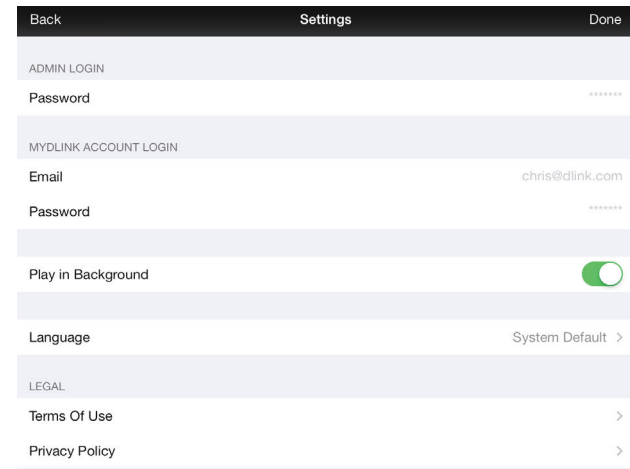 Back Settings Done
ADMIN LOGIN
Password *******
MYDLINK ACCOUNT LOGIN
Email chris@dlink.com
Password *******
Play in Background
Language System Default >
LEGAL
Terms Of Use >
Privacy Policy >